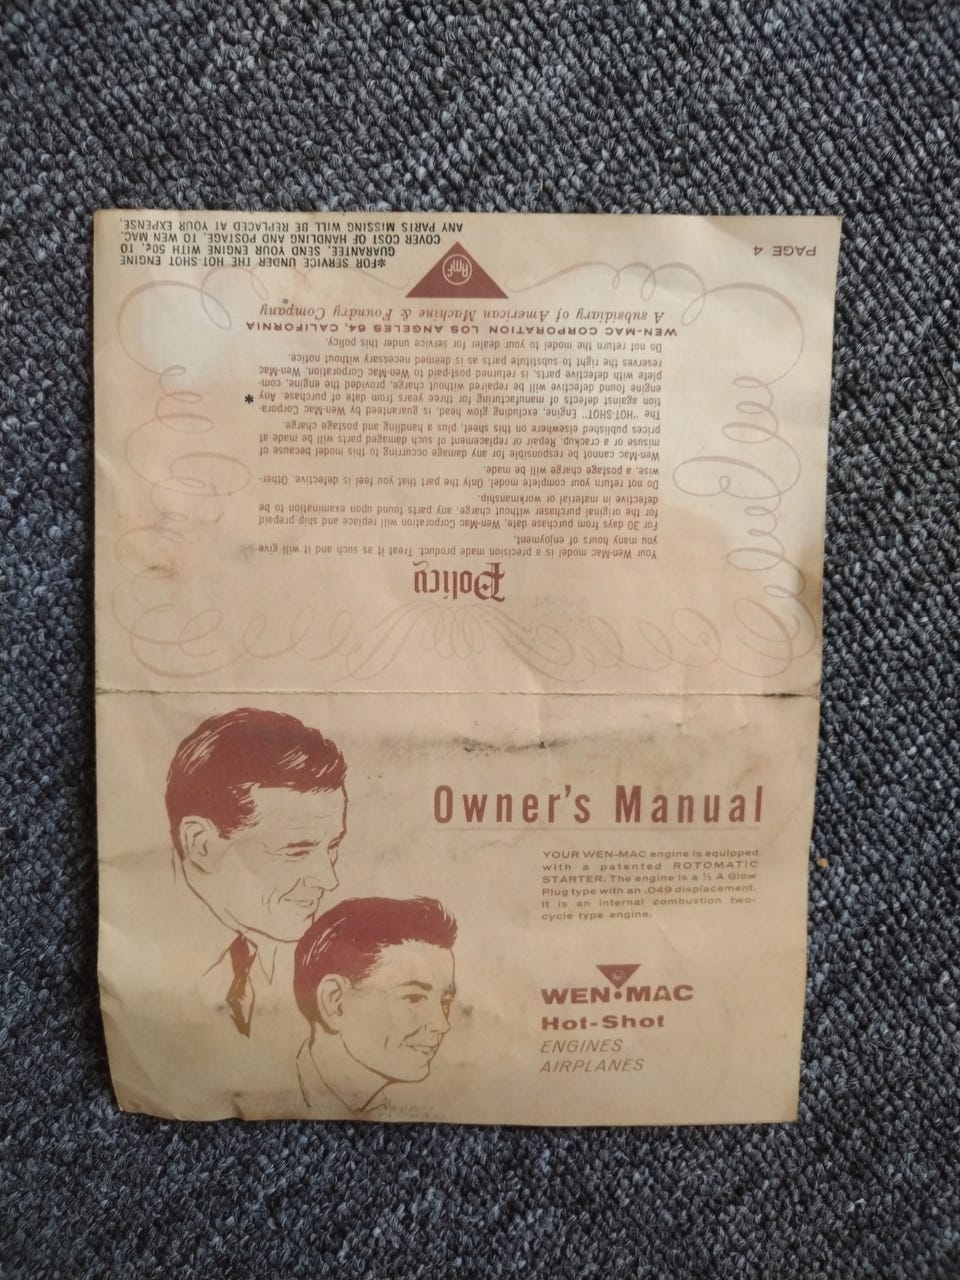 Owner's Manual
YOUR WEN-MAC engine is equipped
with a patented ROTOMATIC
STARTER. The engine is a ½ A Glow
Plug type with an .049 displacement.
It is an internal combustion two-
cycle type engine.
WEN-MAC
Hot-Shot
ENGINES
AIRPLANES
PAGE 4
Policy
Your Wen-Mac model is a precision made product. Treat it as such and it will give
you many hours of enjoyment.
For 30 days from purchase date, Wen-Mac Corporation will replace and ship prepaid
for the original purchaser without charge, any parts found upon examination to be
defective in material or workmanship.
Do not return your complete model. Only the part that you feel is defective. Other-
wise, a postage charge will be made.
Wen-Mac cannot be responsible for any damage occurring to this model because of
misuse or a crackup. Repair or replacement of such damaged parts will be made at
prices published elsewhere on this sheet, plus a handling and postage charge.
The "HOT-SHOT" Engine, excluding glow head, is guaranteed by Wen-Mac Corpora-
tion against defects of manufacturing for three years from date of purchase. Any *
engine found defective will be repaired without charge, provided the engine, com-
plete with defective parts, is returned post-paid to Wen-Mac Corporation. Wen-Mac
reserves the right to substitute parts as is deemed necessary without notice.
Do not return the model to your dealer for service under this policy.
WEN-MAC CORPORATION LOS ANGELES 64, CALIFORNIA
A subsidiary of American Machine & Foundry Company
AMF
*FOR SERVICE UNDER THE HOT-SHOT ENGINE
GUARANTEE, SEND YOUR ENGINE WITH 50¢, TO
COVER COST OF HANDLING AND POSTAGE, TO WEN MAC.
ANY PARTS MISSING WILL BE REPLACED AT YOUR EXPENSE.